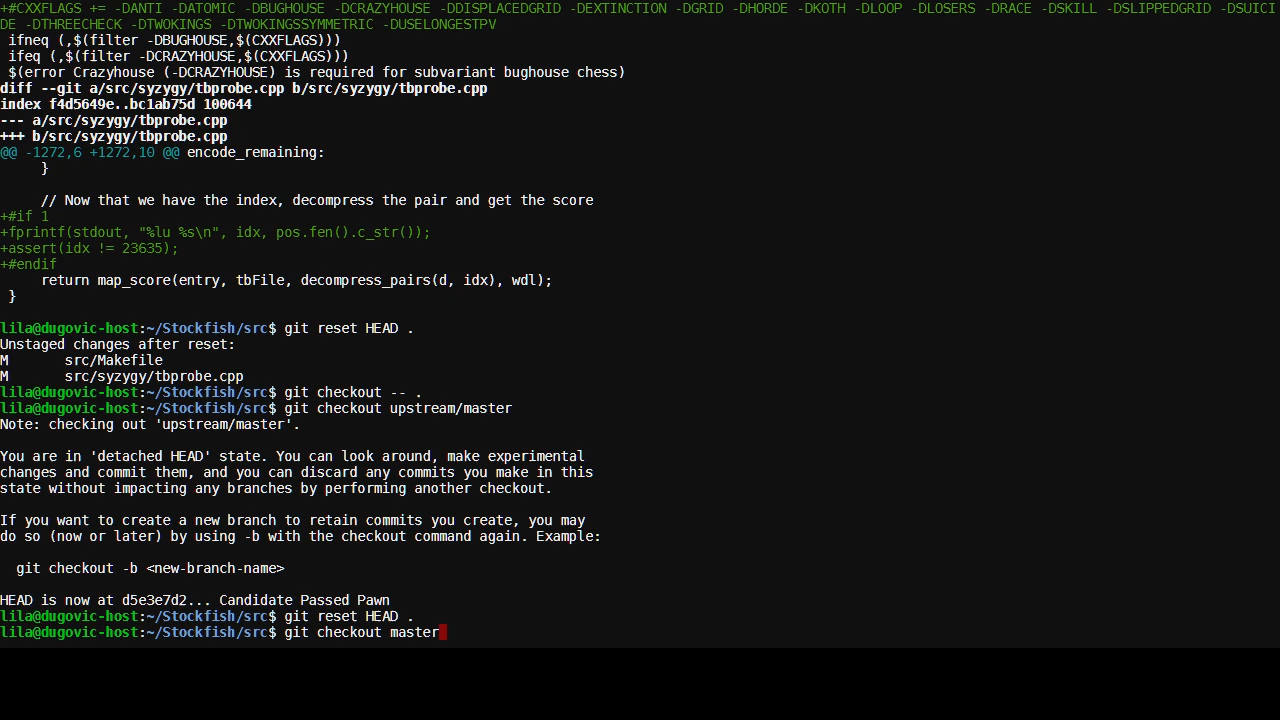 +#CXXFLAGS += -DANTI -DATOMIC -DBUGHOUSE -DCRAZYHOUSE -DDISPLACEDGRID -DEXTINCTION -DGRID -DHORDE -DKOTH -DLOOP -DLOSERS -DRACE -DSKILL -DSLIPPEDGRID -DSUICI
DE -DTHREECHECK -DTWOKINGS -DTWOKINGSSYMMETRIC -DUSELONGESTPV
 ifneq (,$(filter -DBUGHOUSE,$(CXXFLAGS)))
 ifeq (,$(filter -DCRAZYHOUSE,$(CXXFLAGS)))
 $(error Crazyhouse (-DCRAZYHOUSE) is required for subvariant bughouse chess)
diff --git a/src/syzygy/tbprobe.cpp b/src/syzygy/tbprobe.cpp
index f4d5649e..bc1ab75d 100644
--- a/src/syzygy/tbprobe.cpp
+++ b/src/syzygy/tbprobe.cpp
@@ -1272,6 +1272,10 @@ encode_remaining:
     }
     // Now that we have the index, decompress the pair and get the score
+#if 1
+fprintf(stdout, "%lu %s\n", idx, pos.fen().c_str());
+assert(idx != 23635);
+#endif
     return map_score(entry, tbFile, decompress_pairs(d, idx), wdl);
 }
lila@dugovic-host:~/Stockfish/src$ git reset HEAD .
Unstaged changes after reset:
M       src/Makefile
M       src/syzygy/tbprobe.cpp
lila@dugovic-host:~/Stockfish/src$ git checkout -- .
lila@dugovic-host:~/Stockfish/src$ git checkout upstream/master
Note: checking out 'upstream/master'.
You are in 'detached HEAD' state. You can look around, make experimental
changes and commit them, and you can discard any commits you make in this
state without impacting any branches by performing another checkout.
If you want to create a new branch to retain commits you create, you may
do so (now or later) by using -b with the checkout command again. Example:
  git checkout -b <new-branch-name>
HEAD is now at d5e3e7d2... Candidate Passed Pawn
lila@dugovic-host:~/Stockfish/src$ git reset HEAD .
lila@dugovic-host:~/Stockfish/src$ git checkout master